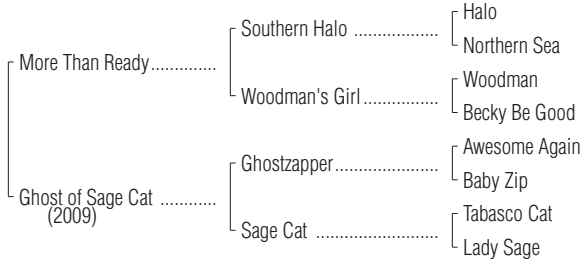 Halo
Southern Halo ..................
Northern Sea
More Than Ready..............
Woodman
Woodman's Girl ................
Becky Be Good
Awesome Again
Ghostzapper......................
Baby Zip
Ghost of Sage Cat ............
(2009)
Tabasco Cat
Sage Cat ..........................
Lady Sage